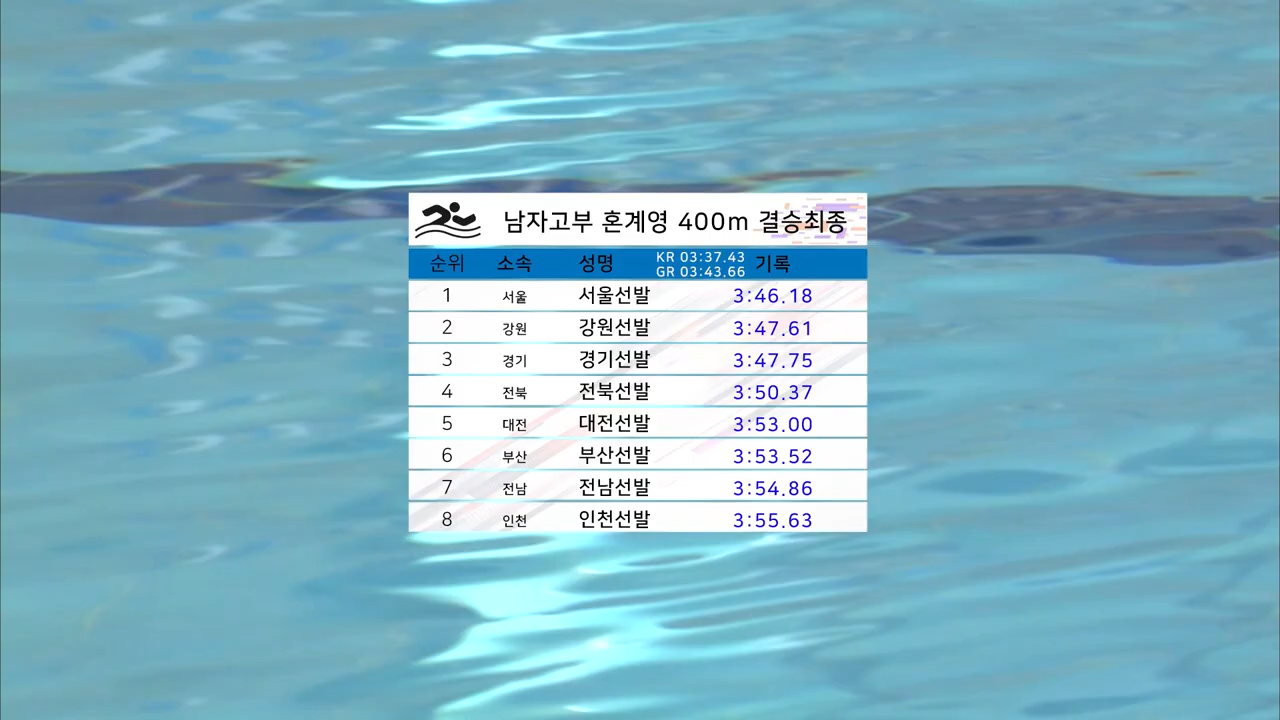 남자고부 혼계영 400m 결승최종
순위 소속 성명 KR 03:37.43 기록
GR 03:43.66
1 서울 서울선발 3:46.18
2 강원 강원선발 3:47.61
3 경기 경기선발 3:47.75
4 전북 전북선발 3:50.37
5 대전 대전선발 3:53.00
6 부산 부산선발 3:53.52
7 전남 전남선발 3:54.86
8 인천 인천선발 3:55.63